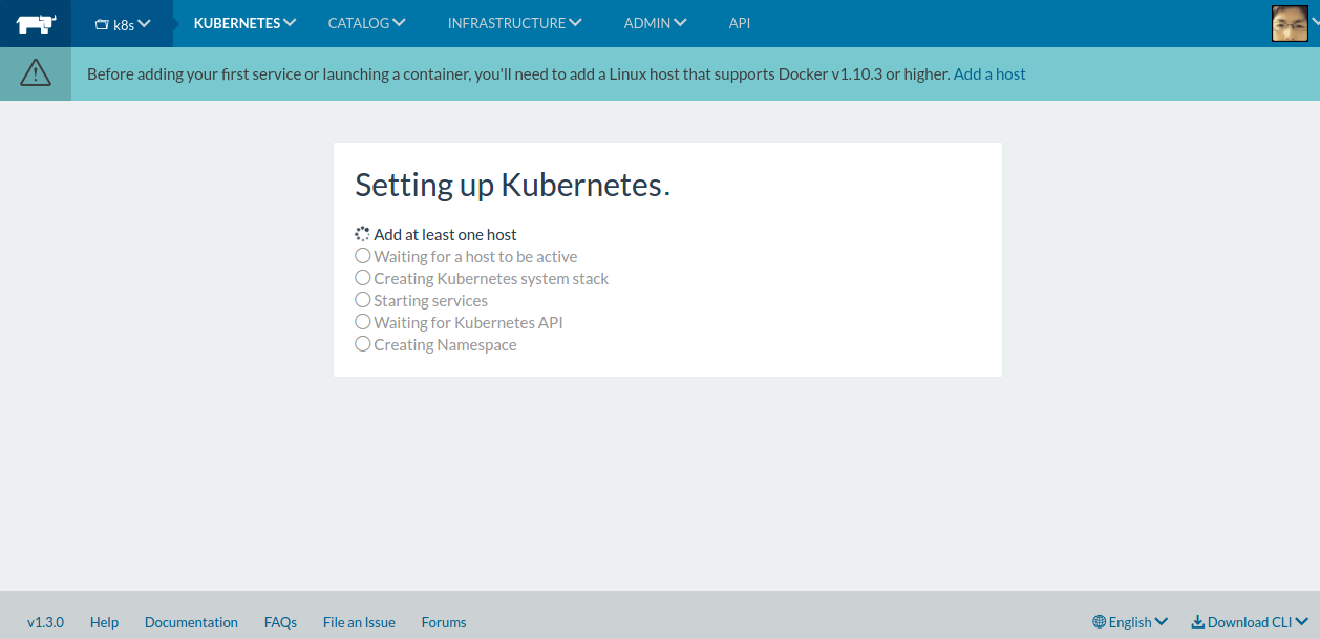 k8s KUBERNETES CATALOG INFRASTRUCTURE ADMIN API
Before adding your first service or launching a container, you'll need to add a Linux host that supports Docker v1.10.3 or higher. Add a host
Setting up Kubernetes.
Add at least one host
Waiting for a host to be active
Creating Kubernetes system stack
Starting services
Waiting for Kubernetes API
Creating Namespace
v1.3.0 Help Documentation FAQs File an Issue Forums English Download CLI